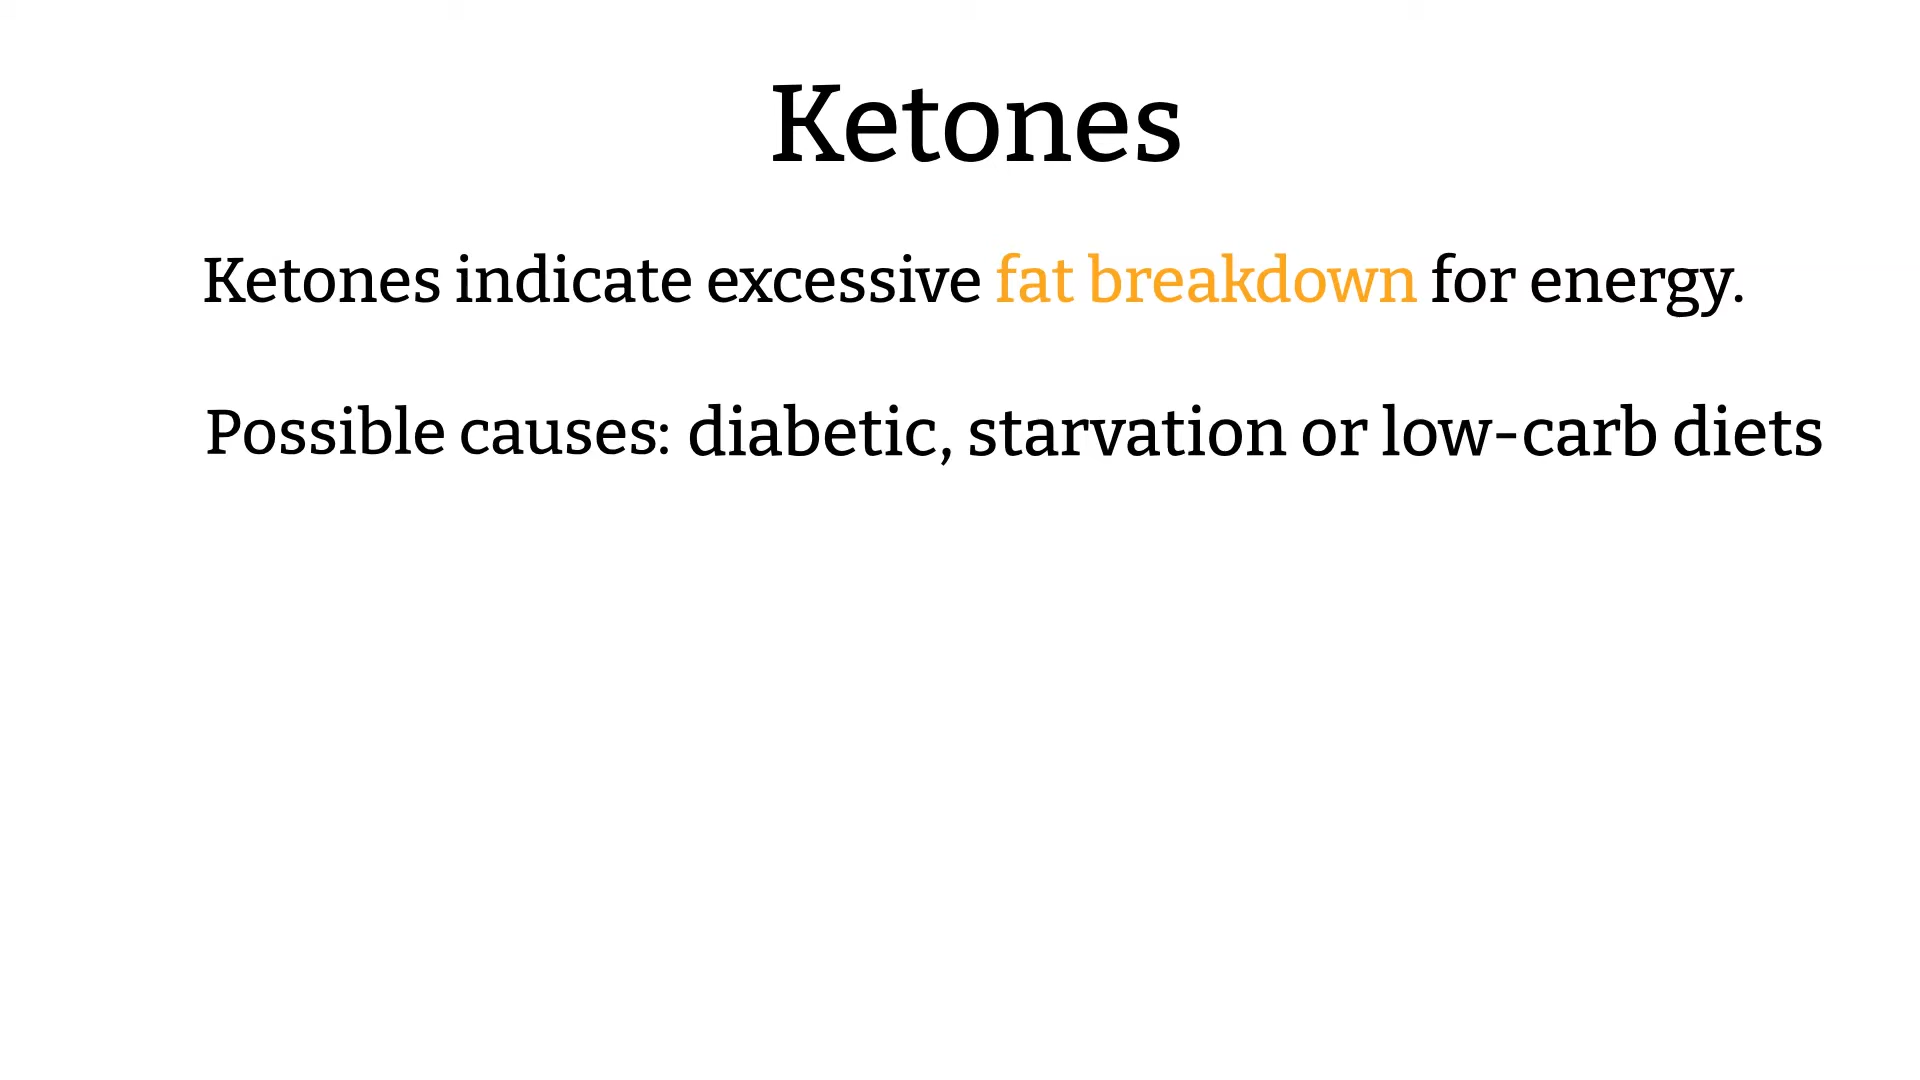 Ketones
Ketones indicate excessive fat breakdown for energy.
Possible causes: diabetic, starvation or low-carb diets